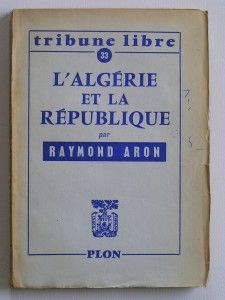 tribune libre
33
L'ALGÉRIE
ET LA
RÉPUBLIQUE
par
RAYMOND ARON
PLON